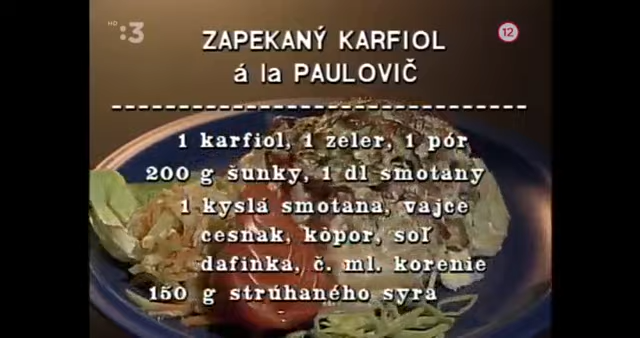 HD :3
12
ZAPEKANÝ KARFIOL
á la PAULOVIČ
1 karfiol, 1 zeler, 1 pór,
200 g šunky, 1 dl smotany
1 kyslá smotana, vajce
cesnak, kôpor, soľ
dafinka, č. ml. korenie
150 g strúhaného syra